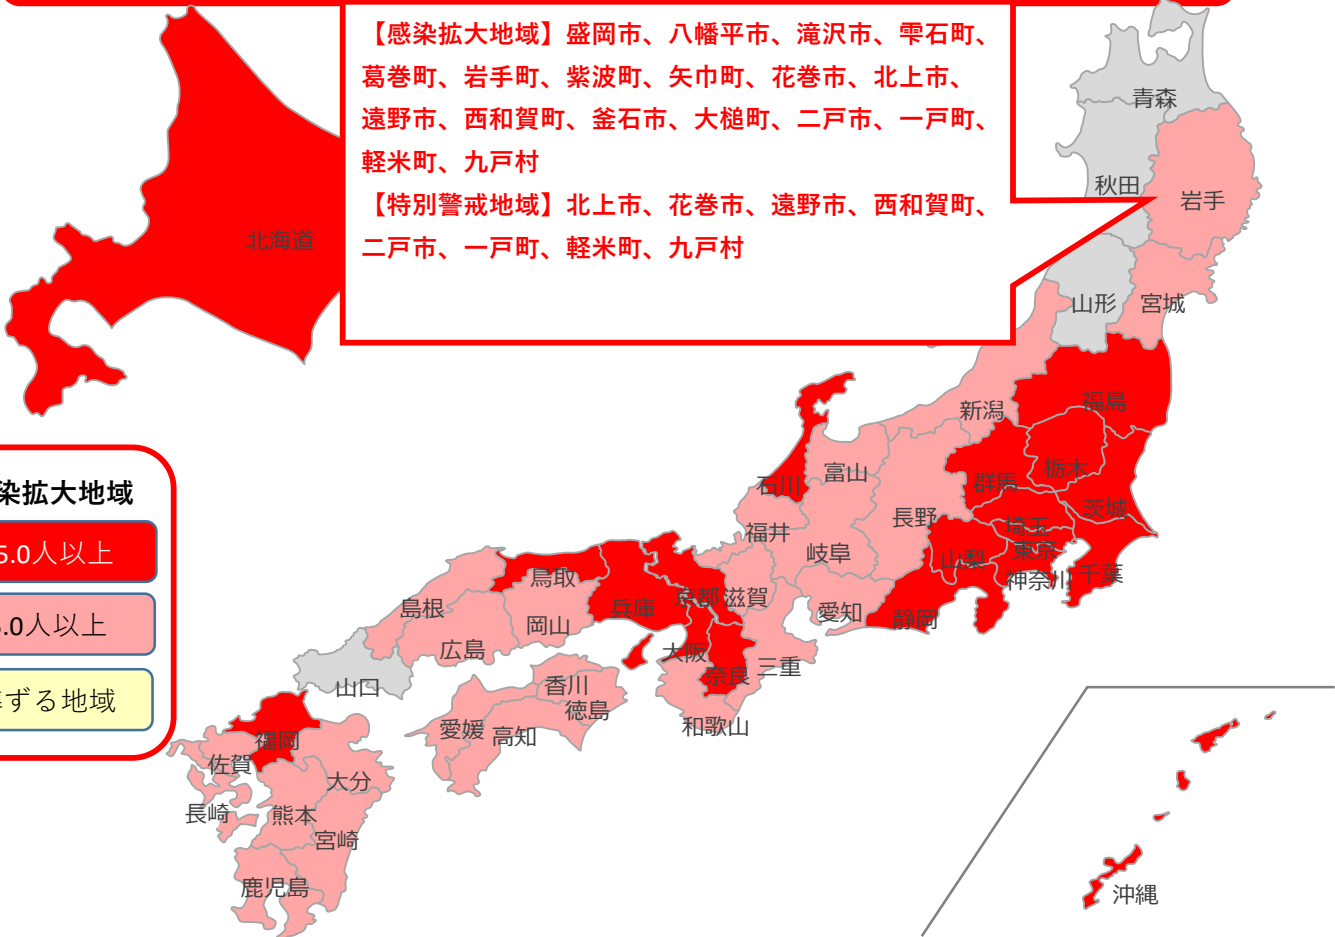 【感染拡大地域】盛岡市、八幡平市、滝沢市、雫石町、
葛巻町、岩手町、紫波町、矢巾町、花巻市、北上市、
遠野市、西和賀町、釜石市、大槌町、二戸市、一戸町、
軽米町、九戸村
【特別警戒地域】北上市、花巻市、遠野市、西和賀町、
二戸市、一戸町、軽米町、九戸村
青森
秋田
岩手
北海道
山形
宮城
新潟
福島
富山
石川
群馬
栃木
長野
茨城
福井
埼玉
岐阜
東京
山梨
神奈川
千葉
染拡大地域
5.0人以上
.0人以上
ずる地域
鳥取
島根
兵庫
京都
滋賀
愛知
静岡
岡山
広島
大阪
奈良
三重
山口
香川
徳島
和歌山
愛媛
高知
福岡
佐賀
大分
長崎
熊本
宮崎
鹿児島
沖縄